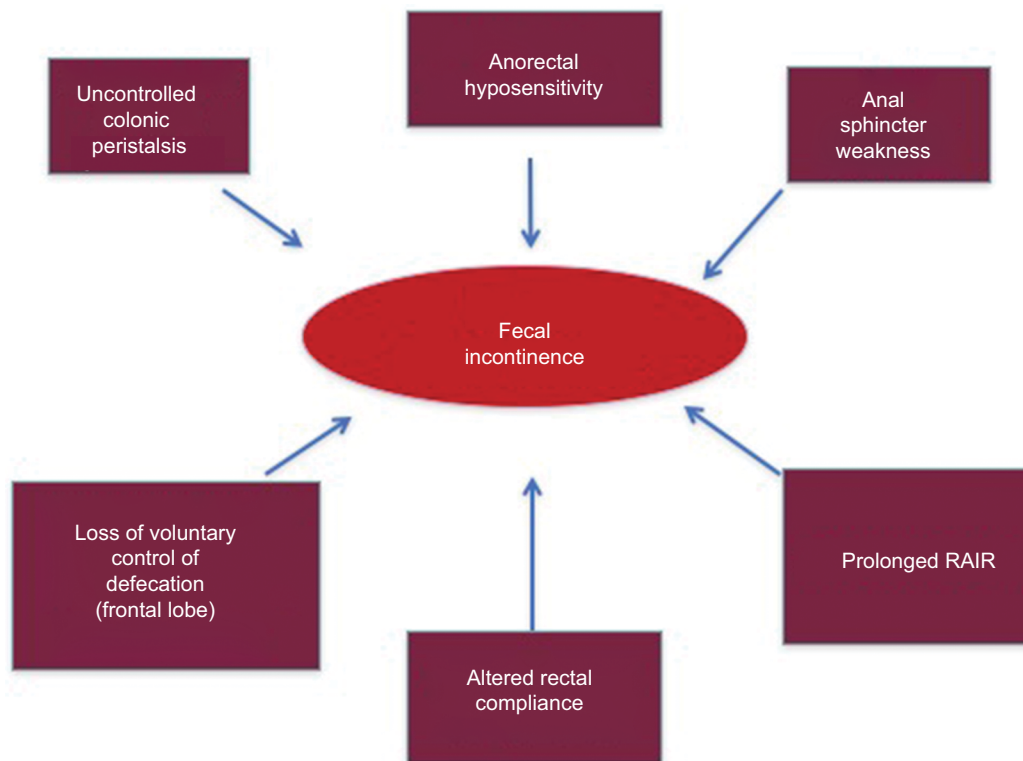 Uncontrolled
colonic
peristalsis
Anorectal
hyposensitivity
Anal
sphincter
weakness
Fecal
incontinence
Loss of voluntary
control of
defecation
(frontal lobe)
Altered rectal
compliance
Prolonged RAIR